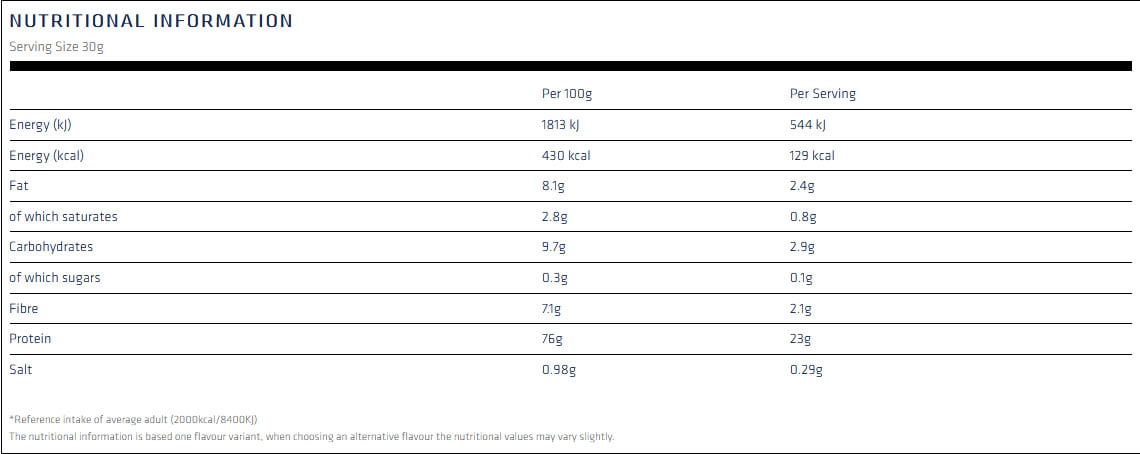 NUTRITIONAL INFORMATION
Serving Size 30g
Per 100g Per Serving
Energy (kJ) 1813 kJ 544 kJ
Energy (kcal) 430 kcal 129 kcal
Fat 8.1g 2.4g
of which saturates 2.8g 0.8g
Carbohydrates 9.7g 2.9g
of which sugars 0.3g 0.1g
Fibre 7.1g 2.1g
Protein 76g 23g
Salt 0.98g 0.29g
*Reference intake of average adult (2000kcal/8400KJ)
The nutritional information is based one flavour variant, when choosing an alternative flavour the nutritional values may vary slightly.